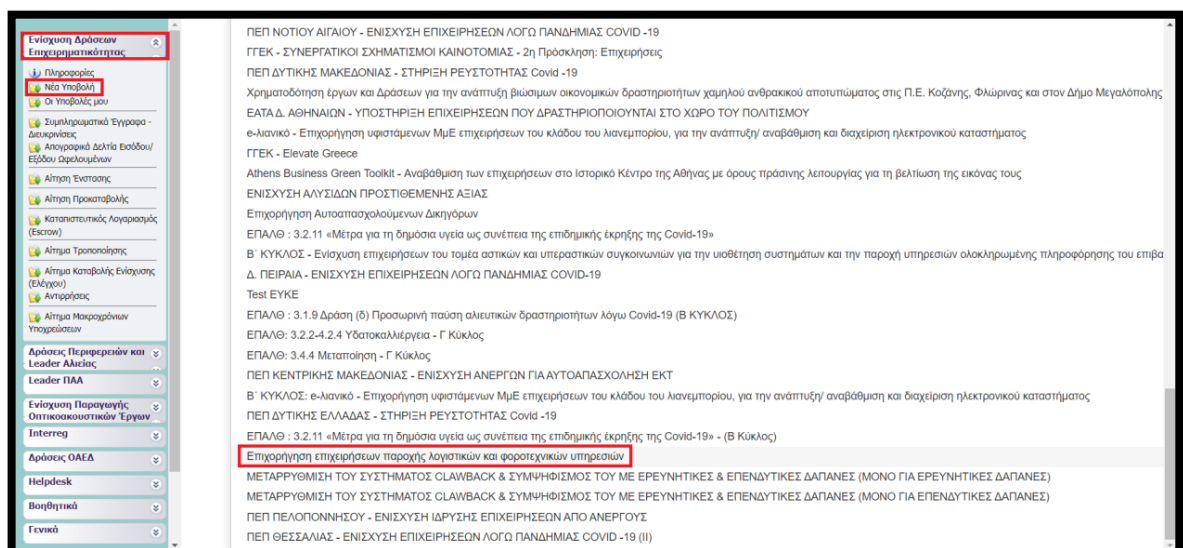 Ενίσχυση Δράσεων
Επιχειρηματικότητας
Πληροφορίες
Νέα Υποβολή
Οι Υποβολές μου
Συμπληρωματικά Έγγραφα -
Διευκρινίσεις
Απογραφικά Δελτία Εισόδου/
Εξόδου Ωφελουμένων
Αίτηση Ένστασης
Αίτηση Προκαταβολής
Καταπιστευτικός Λογαριασμός
(Escrow)
Αίτημα Τροποποίησης
Αίτημα Καταβολής Ενίσχυσης
(Ελέγχου)
Αντιρρήσεις
Αίτημα Μακροχρόνιων
Υποχρεώσεων
Δράσεις Περιφερειών και
Leader Αλιείας
Leader ΠΑΑ
Ενίσχυση Παραγωγής
Οπτικοακουστικών Έργων
Interreg
Δράσεις ΟΑΕΔ
Helpdesk
Βοηθητικά
Γενικά
ΠΕΠ ΝΟΤΙΟΥ ΑΙΓΑΙΟΥ - ΕΝΙΣΧΥΣΗ ΕΠΙΧΕΙΡΗΣΕΩΝ ΛΟΓΩ ΠΑΝΔΗΜΙΑΣ COVID -19
ΓΓΕΚ - ΣΥΝΕΡΓΑΤΙΚΟΙ ΣΧΗΜΑΤΙΣΜΟΙ ΚΑΙΝΟΤΟΜΙΑΣ - 2η Πρόσκληση: Επιχειρήσεις
ΠΕΠ ΔΥΤΙΚΗΣ ΜΑΚΕΔΟΝΙΑΣ - ΣΤΗΡΙΞΗ ΡΕΥΣΤΟΤΗΤΑΣ Covid -19
Χρηματοδότηση έργων και Δράσεων για την ανάπτυξη βιώσιμων οικονομικών δραστηριοτήτων χαμηλού ανθρακικού αποτυπώματος στις Π.Ε. Κοζάνης, Φλώρινας και στον Δήμο Μεγαλόπολης
ΕΑΤΑ Δ. ΑΘΗΝΑΙΩΝ - ΥΠΟΣΤΗΡΙΞΗ ΕΠΙΧΕΙΡΗΣΕΩΝ ΠΟΥ ΔΡΑΣΤΗΡΙΟΠΟΙΟΥΝΤΑΙ ΣΤΟ ΧΩΡΟ ΤΟΥ ΠΟΛΙΤΙΣΜΟΥ
e-λιανικό - Επιχορήγηση υφιστάμενων ΜμΕ επιχειρήσεων του κλάδου του λιανεμπορίου, για την ανάπτυξη/ αναβάθμιση και διαχείριση ηλεκτρονικού καταστήματος
ΓΓΕΚ - Elevate Greece
Athens Business Green Toolkit - Αναβάθμιση των επιχειρήσεων στο Ιστορικό Κέντρο της Αθήνας με όρους πράσινης λειτουργίας για τη βελτίωση της εικόνας τους
ΕΝΙΣΧΥΣΗ ΑΛΥΣΙΔΩΝ ΠΡΟΣΤΙΘΕΜΕΝΗΣ ΑΞΙΑΣ
Επιχορήγηση Αυτοαπασχολούμενων Δικηγόρων
ΕΠΑΛΘ : 3.2.11 «Μέτρα για τη δημόσια υγεία ως συνέπεια της επιδημικής έκρηξης της Covid-19»
Β΄ ΚΥΚΛΟΣ - Ενίσχυση επιχειρήσεων του τομέα αστικών και υπεραστικών συγκοινωνιών για την υιοθέτηση συστημάτων και την παροχή υπηρεσιών ολοκληρωμένης πληροφόρησης του επιβα
Δ. ΠΕΙΡΑΙΑ - ΕΝΙΣΧΥΣΗ ΕΠΙΧΕΙΡΗΣΕΩΝ ΛΟΓΩ ΠΑΝΔΗΜΙΑΣ COVID-19
Test ΕΥΚΕ
ΕΠΑΛΘ : 3.1.9 Δράση (δ) Προσωρινή παύση αλιευτικών δραστηριοτήτων λόγω Covid-19 (Β ΚΥΚΛΟΣ)
ΕΠΑΛΘ: 3.2.2-4.2.4 Υδατοκαλλιέργεια - Γ Κύκλος
ΕΠΑΛΘ: 3.4.4 Μεταποίηση - Γ Κύκλος
ΠΕΠ ΚΕΝΤΡΙΚΗΣ ΜΑΚΕΔΟΝΙΑΣ - ΕΝΙΣΧΥΣΗ ΑΝΕΡΓΩΝ ΓΙΑ ΑΥΤΟΑΠΑΣΧΟΛΗΣΗ ΕΚΤ
Β΄ ΚΥΚΛΟΣ: e-λιανικό - Επιχορήγηση υφιστάμενων ΜμΕ επιχειρήσεων του κλάδου του λιανεμπορίου, για την ανάπτυξη/ αναβάθμιση και διαχείριση ηλεκτρονικού καταστήματος
ΠΕΠ ΔΥΤΙΚΗΣ ΕΛΛΑΔΑΣ - ΣΤΗΡΙΞΗ ΡΕΥΣΤΟΤΗΤΑΣ Covid -19
ΕΠΑΛΘ : 3.2.11 «Μέτρα για τη δημόσια υγεία ως συνέπεια της επιδημικής έκρηξης της Covid-19» - (Β Κύκλος)
Επιχορήγηση επιχειρήσεων παροχής λογιστικών και φοροτεχνικών υπηρεσιών
ΜΕΤΑΡΡΥΘΜΙΣΗ ΤΟΥ ΣΥΣΤΗΜΑΤΟΣ CLAWBACK & ΣΥΜΨΗΦΙΣΜΟΣ ΤΟΥ ΜΕ ΕΡΕΥΝΗΤΙΚΕΣ & ΕΠΕΝΔΥΤΙΚΕΣ ΔΑΠΑΝΕΣ (ΜΟΝΟ ΓΙΑ ΕΡΕΥΝΗΤΙΚΕΣ ΔΑΠΑΝΕΣ)
ΜΕΤΑΡΡΥΘΜΙΣΗ ΤΟΥ ΣΥΣΤΗΜΑΤΟΣ CLAWBACK & ΣΥΜΨΗΦΙΣΜΟΣ ΤΟΥ ΜΕ ΕΡΕΥΝΗΤΙΚΕΣ & ΕΠΕΝΔΥΤΙΚΕΣ ΔΑΠΑΝΕΣ (ΜΟΝΟ ΓΙΑ ΕΠΕΝΔΥΤΙΚΕΣ ΔΑΠΑΝΕΣ)
ΠΕΠ ΠΕΛΟΠΟΝΝΗΣΟΥ - ΕΝΙΣΧΥΣΗ ΙΔΡΥΣΗΣ ΕΠΙΧΕΙΡΗΣΕΩΝ ΑΠΟ ΑΝΕΡΓΟΥΣ
ΠΕΠ ΘΕΣΣΑΛΙΑΣ - ΕΝΙΣΧΥΣΗ ΕΠΙΧΕΙΡΗΣΕΩΝ ΛΟΓΩ ΠΑΝΔΗΜΙΑΣ COVID -19 (II)